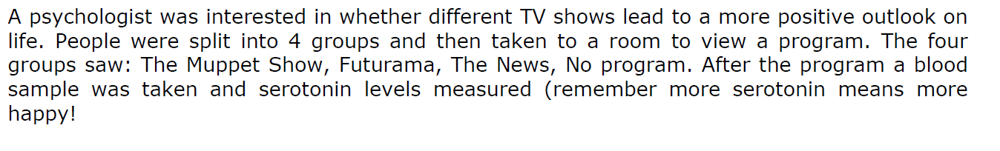 A psychologist was interested in whether different TV shows lead to a more positive outlook on
life. People were split into 4 groups and then taken to a room to view a program. The four
groups saw: The Muppet Show, Futurama, The News, No program. After the program a blood
sample was taken and serotonin levels measured (remember more serotonin means more
happy!